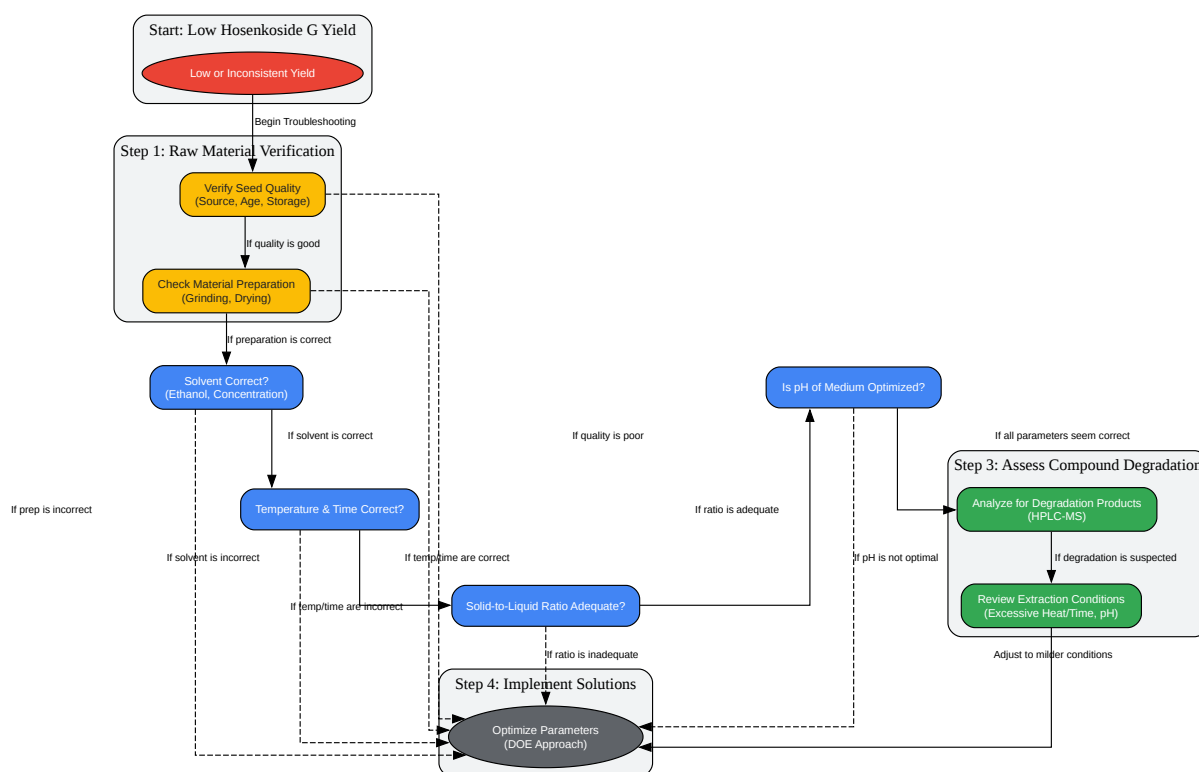 Start: Low Hosenkoside G Yield
Low or Inconsistent Yield
Begin Troubleshooting
Step 1: Raw Material Verification
Verify Seed Quality
(Source, Age, Storage)
If quality is good
Check Material Preparation
(Grinding, Drying)
If preparation is correct
Solvent Correct?
(Ethanol, Concentration)
Is pH of Medium Optimized?
If solvent is correct
If quality is poor
If all parameters seem correct
Step 3: Assess Compound Degradation
If prep is incorrect
Temperature & Time Correct?
If ratio is adequate
Analyze for Degradation Products
(HPLC-MS)
If solvent is incorrect
If temp/time are correct
If pH is not optimal
If degradation is suspected
If temp/time are incorrect
Solid-to-Liquid Ratio Adequate?
Review Extraction Conditions
(Excessive Heat/Time, pH)
If ratio is inadequate
Adjust to milder conditions
Step 4: Implement Solutions
Optimize Parameters
(DOE Approach)